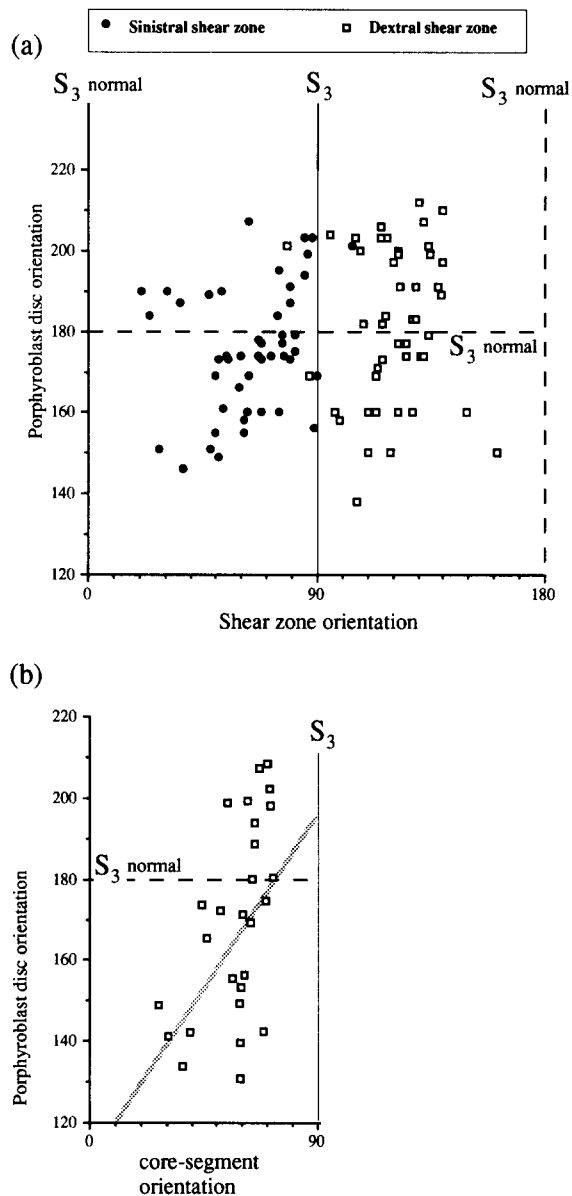 Sinistral shear zone Dextral shear zone
(a)
S3 normal S3 S3 normal
220
200
180
160
140
120
Porphyroblast disc orientation
S3 normal
0 90 180
Shear zone orientation
(b)
S3
220
200
180
160
140
120
Porphyroblast disc orientation
S3 normal
0 90
core-segment
orientation